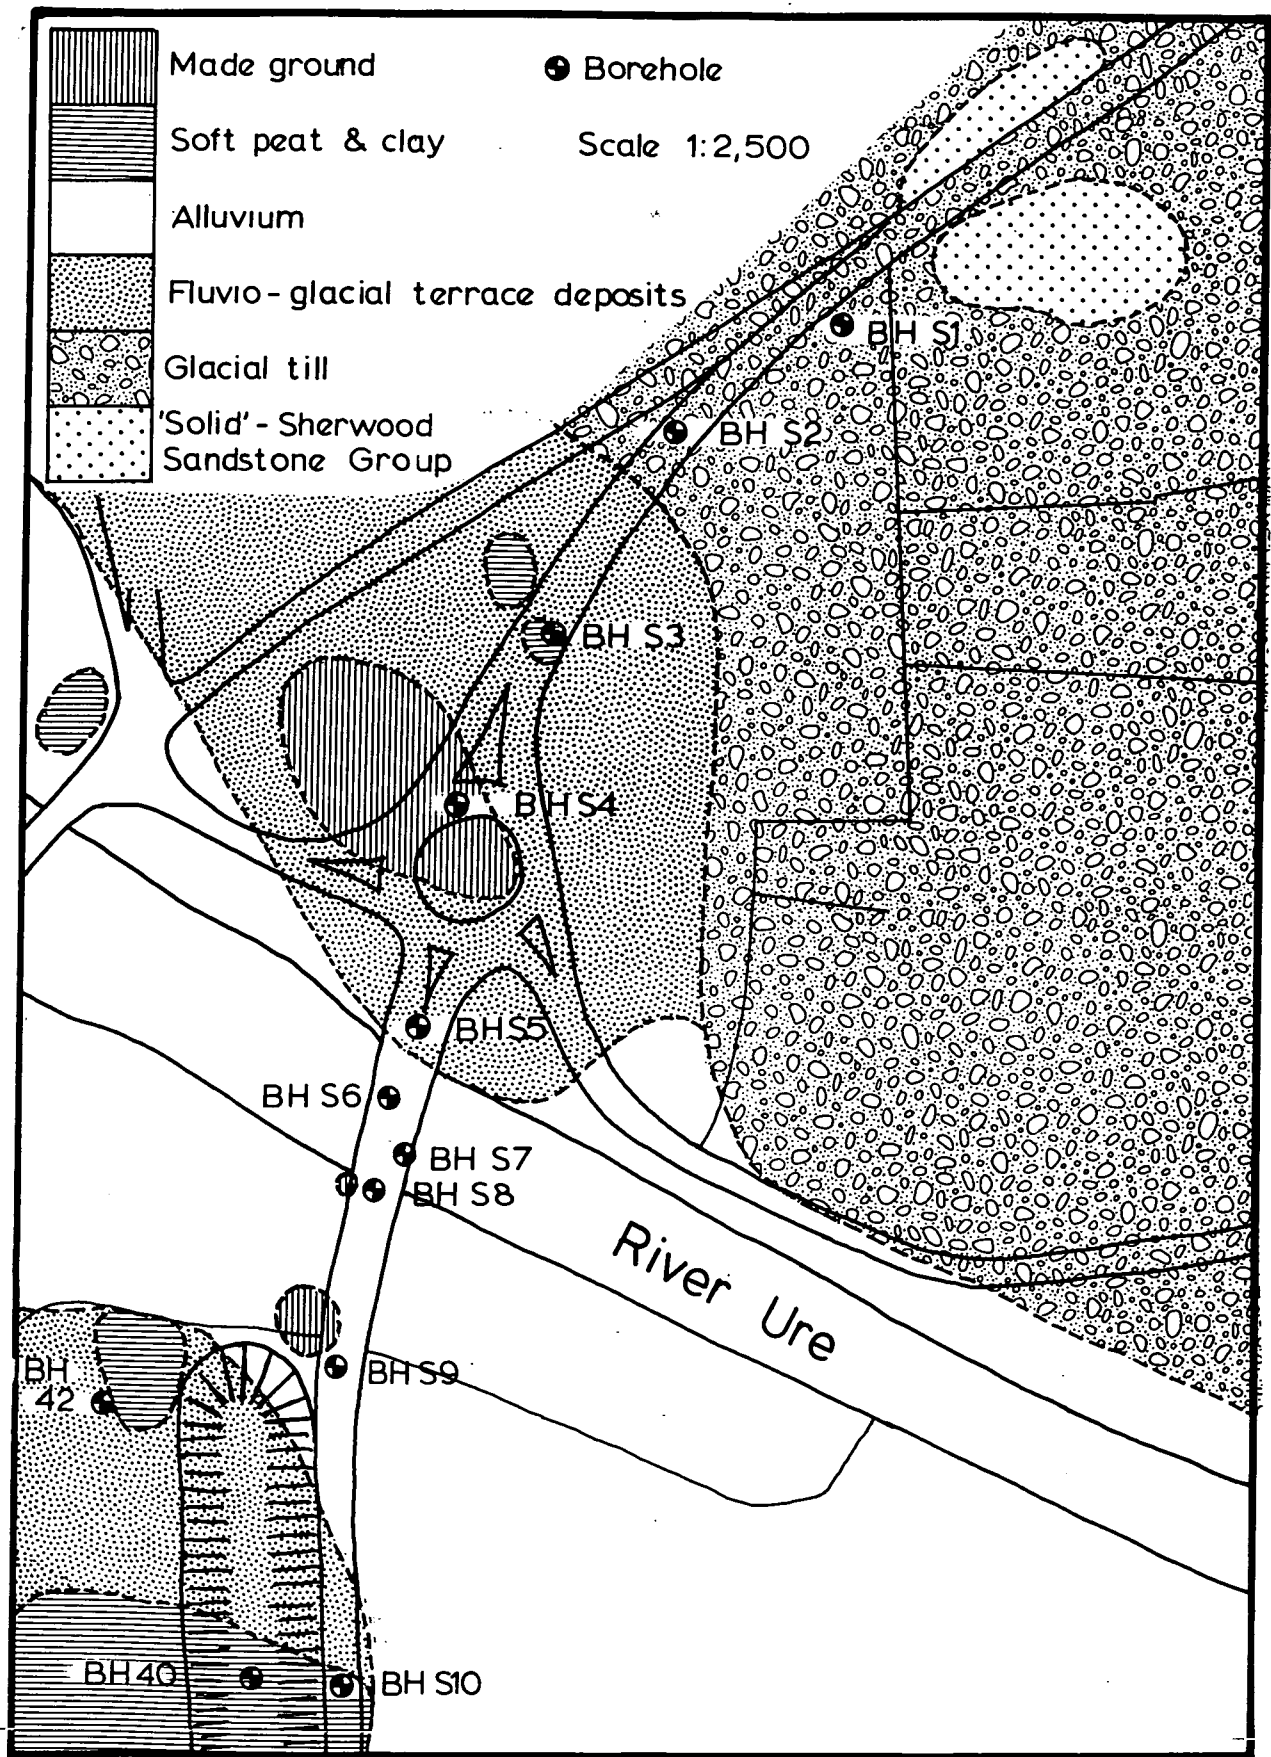 Made ground
Borehole
Soft peat & clay
Scale 1:2,500
Alluvium
Fluvio-glacial terrace deposits
Glacial till
'Solid' - Sherwood
Sandstone Group
BH S1
BH S2
BH S3
BH S4
BH S5
BH S6
BH S7
BH S8
River Ure
BH
42
BH S9
BH 40
BH S10